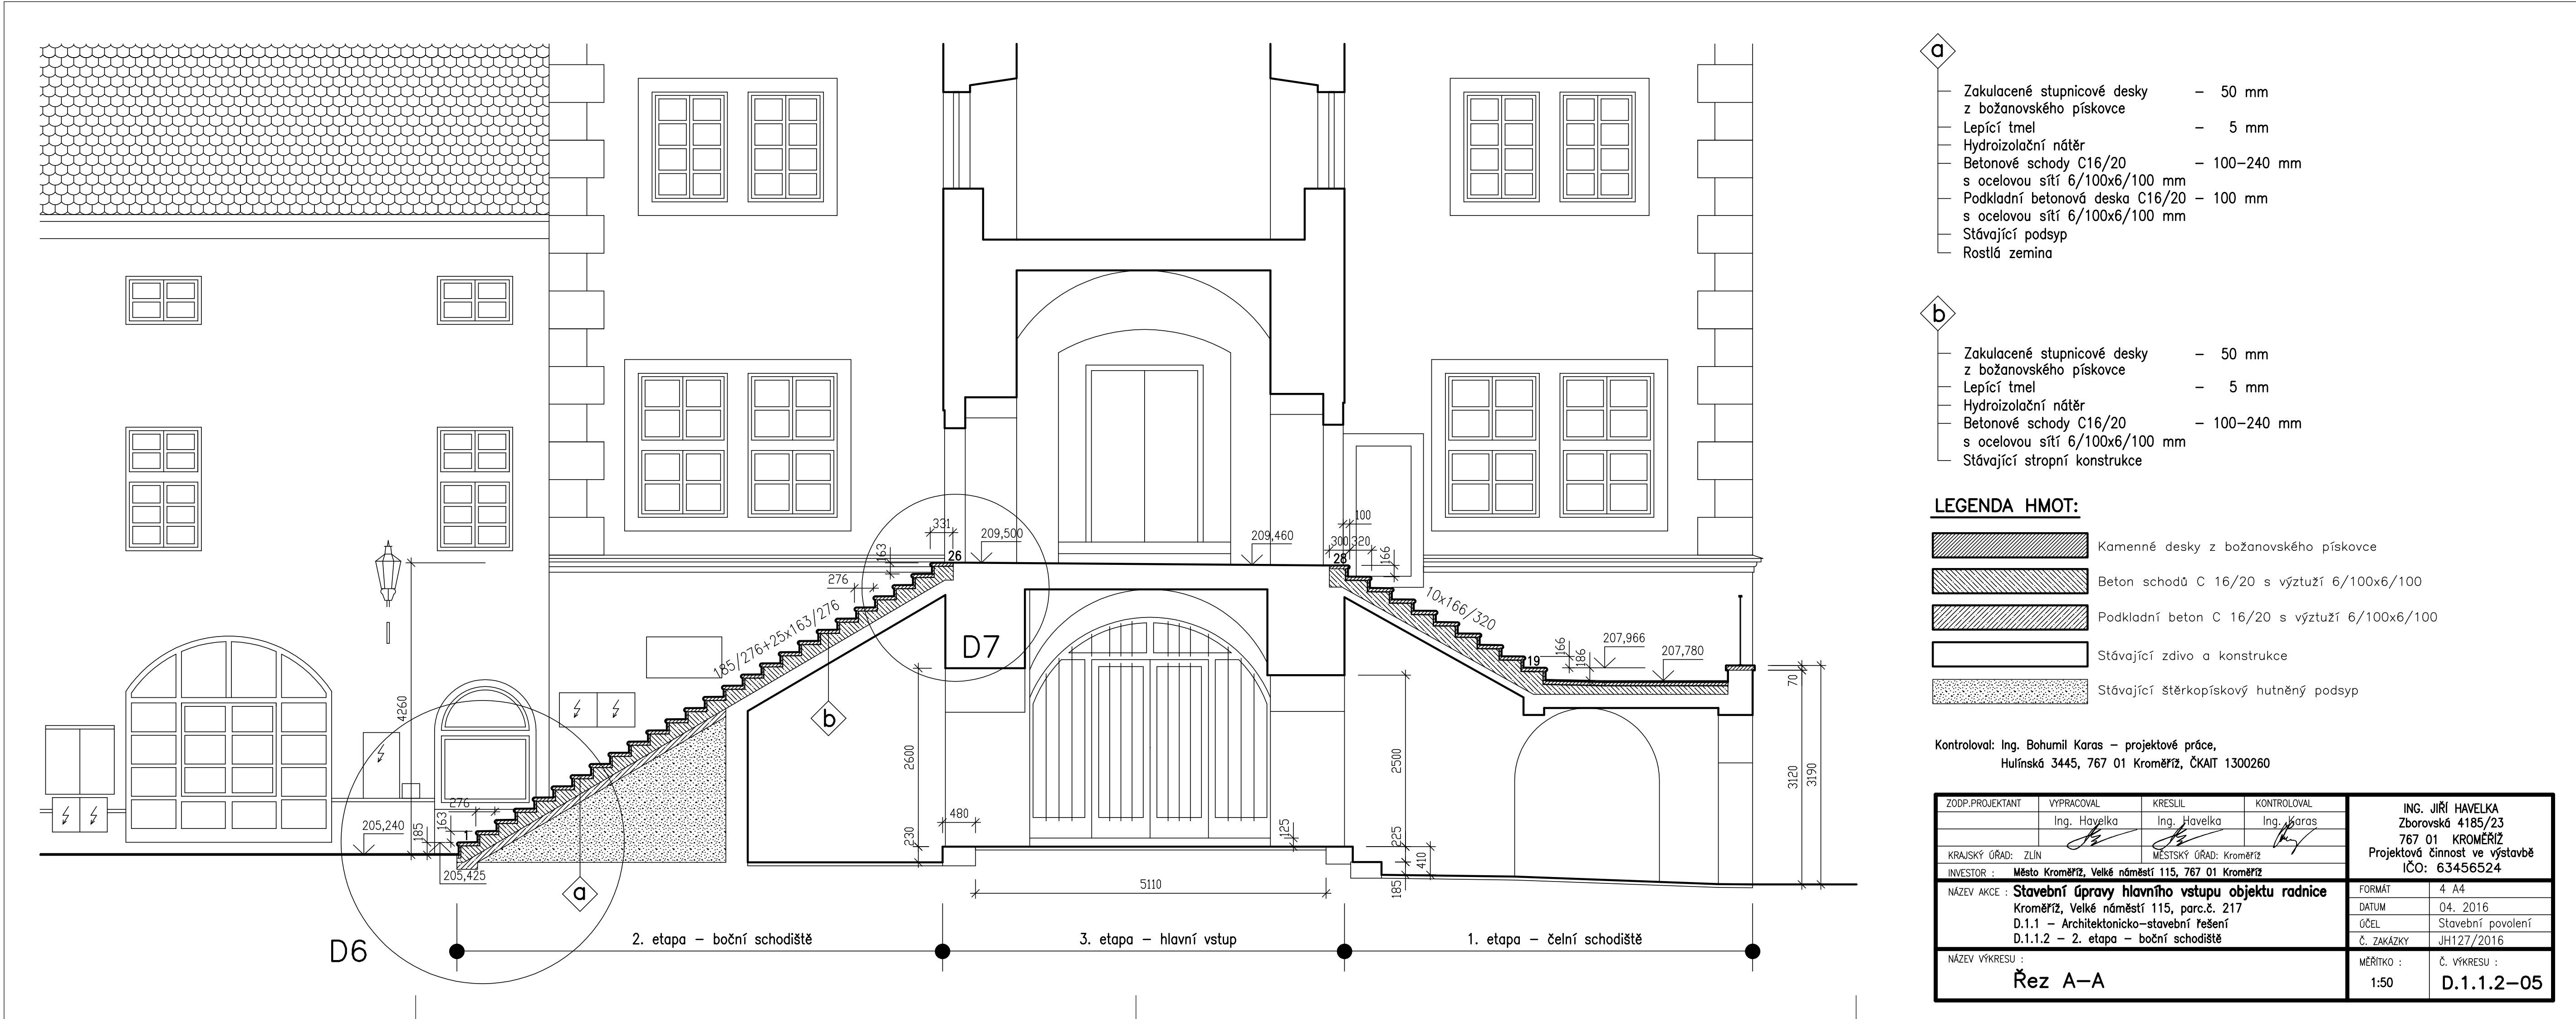 a
Zakulacené stupnicové desky – 50 mm
z božanovského pískovce
Lepící tmel – 5 mm
Hydroizolační nátěr
Betonové schody C16/20 – 100–240 mm
s ocelovou sítí 6/100x6/100 mm
Podkladní betonová deska C16/20 – 100 mm
s ocelovou sítí 6/100x6/100 mm
Stávající podsyp
Rostlá zemina
b
Zakulacené stupnicové desky – 50 mm
z božanovského pískovce
Lepící tmel – 5 mm
Hydroizolační nátěr
Betonové schody C16/20 – 100–240 mm
s ocelovou sítí 6/100x6/100 mm
Stávající stropní konstrukce
LEGENDA HMOT:
Kamenné desky z božanovského pískovce
Beton schodů C 16/20 s výztuží 6/100x6/100
Podkladní beton C 16/20 s výztuží 6/100x6/100
Stávající zdivo a konstrukce
Stávající štěrkopískový hutněný podsyp
Kontroloval: Ing. Bohumil Karas – projektové práce,
Hulínská 3445, 767 01 Kroměříž, ČKAIT 1300260
331
163
26
209,500
209,460
100
300
320
28
166
276
185/276+25x163/276
D7
10x166/320
166
19
186
207,966
207,780
70
3120
3190
4260
b
2600
2500
276
163
185
1
205,240
205,425
480
230
125
225
410
185
5110
a
D6
2. etapa – boční schodiště
3. etapa – hlavní vstup
1. etapa – čelní schodiště
ZODP.PROJEKTANT VYPRACOVAL KRESLIL KONTROLOVAL
Ing. Havelka Ing. Havelka Ing. Karas
KRAJSKÝ ÚŘAD: ZLÍN MĚSTSKÝ ÚŘAD: Kroměříž
INVESTOR : Město Kroměříž, Velké náměstí 115, 767 01 Kroměříž
ING. JIŘÍ HAVELKA
Zborovská 4185/23
767 01 KROMĚŘÍŽ
Projektová činnost ve výstavbě
IČO: 63456524
NÁZEV AKCE : Stavební úpravy hlavního vstupu objektu radnice
Kroměříž, Velké náměstí 115, parc.č. 217
D.1.1 – Architektonicko–stavební řešení
D.1.1.2 – 2. etapa – boční schodiště
FORMÁT 4 A4
DATUM 04. 2016
ÚČEL Stavební povolení
Č. ZAKÁZKY JH127/2016
NÁZEV VÝKRESU :
Řez A–A
MĚŘÍTKO :
1:50
Č. VÝKRESU :
D.1.1.2–05